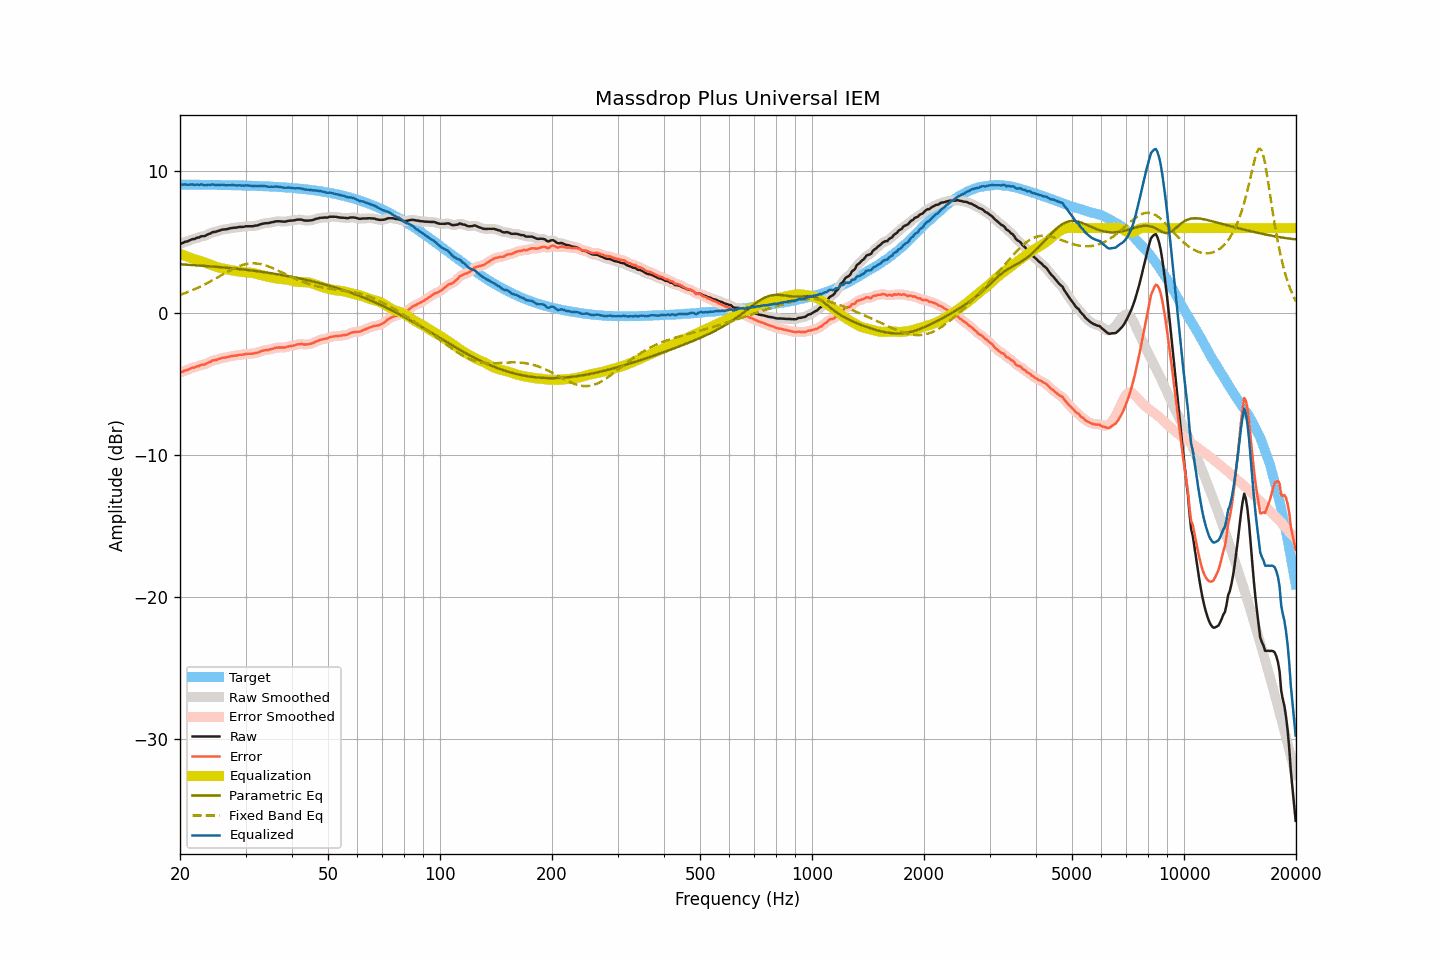 Massdrop Plus Universal IEM
Amplitude (dBr)
10
0
−10
−20
−30
Target
Raw Smoothed
Error Smoothed
Raw
Error
Equalization
Parametric Eq
Fixed Band Eq
Equalized
20 50 100 200 500 1000 2000 5000 10000 20000
Frequency (Hz)